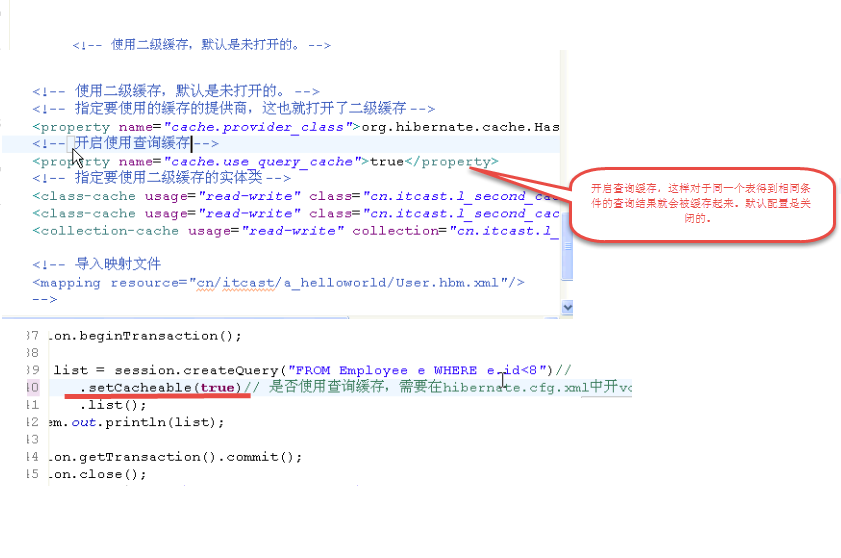 <!-- 使用二级缓存，默认是未打开的。 -->
<!-- 使用二级缓存，默认是未打开的。 -->
<!-- 指定要使用的缓存的提供商，这也就打开了二级缓存 -->
<property name="cache.provider_class">org.hibernate.cache.Has
<!-- 开启使用查询缓存 -->
<property name="cache.use_query_cache">true</property>
<!-- 指定要使用二级缓存的实体类 -->
<class-cache usage="read-write" class="cn.itcast.l_second_cac
<class-cache usage="read-write" class="cn.itcast.l_second_cac
<collection-cache usage="read-write" collection="cn.itcast.l_
<!-- 导入映射文件
<mapping resource="cn/itcast/a_helloworld/User.hbm.xml"/>
-->
开启查询缓存，这样对于同一个表得到相同条
件的查询结果就会被缓存起来。默认配置是关
闭的。
37 .on.beginTransaction();
38
39 list = session.createQuery("FROM Employee e WHERE e.id<8")//
40 .setCacheable(true)// 是否使用查询缓存，需要在hibernate.cfg.xml中开
41 .list();
42 em.out.println(list);
43
44 .on.getTransaction().commit();
45 .on.close();